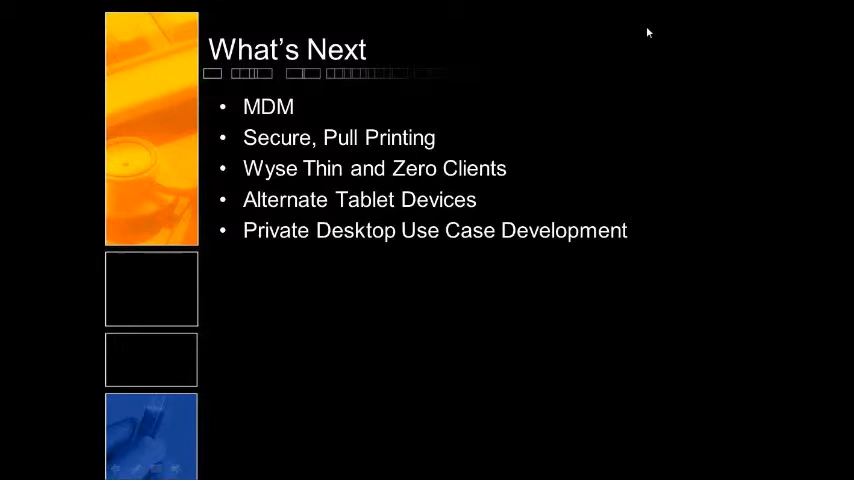 What’s Next
• MDM
• Secure, Pull Printing
• Wyse Thin and Zero Clients
• Alternate Tablet Devices
• Private Desktop Use Case Development